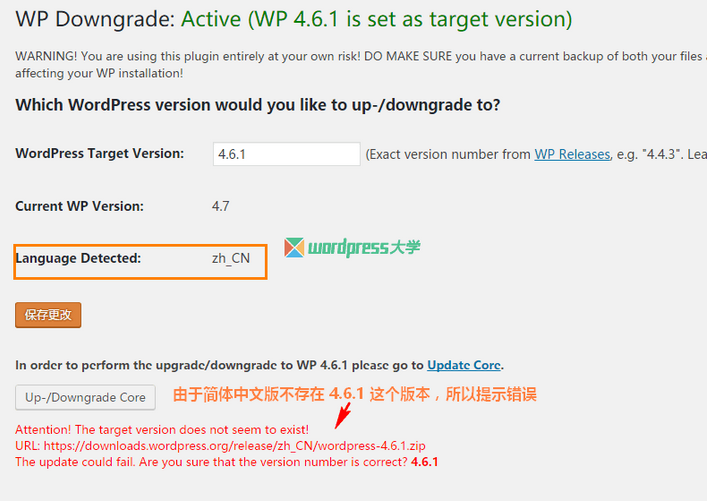 WP Downgrade: Active (WP 4.6.1 is set as target version)
WARNING! You are using this plugin entirely at your own risk! DO MAKE SURE you have a current backup of both your files
affecting your WP installation!
Which WordPress version would you like to up-/downgrade to?
WordPress Target Version: 4.6.1 (Exact version number from WP Releases, e.g. "4.4.3". Lea
Current WP Version: 4.7
Language Detected: zh_CN
wordpress大学
保存更改
In order to perform the upgrade/downgrade to WP 4.6.1 please go to Update Core.
Up-/Downgrade Core 由于简体中文版不存在 4.6.1 这个版本，所以提示错误
Attention! The target version does not seem to exist!
URL: https://downloads.wordpress.org/release/zh_CN/wordpress-4.6.1.zip
The update could fail. Are you sure that the version number is correct? 4.6.1